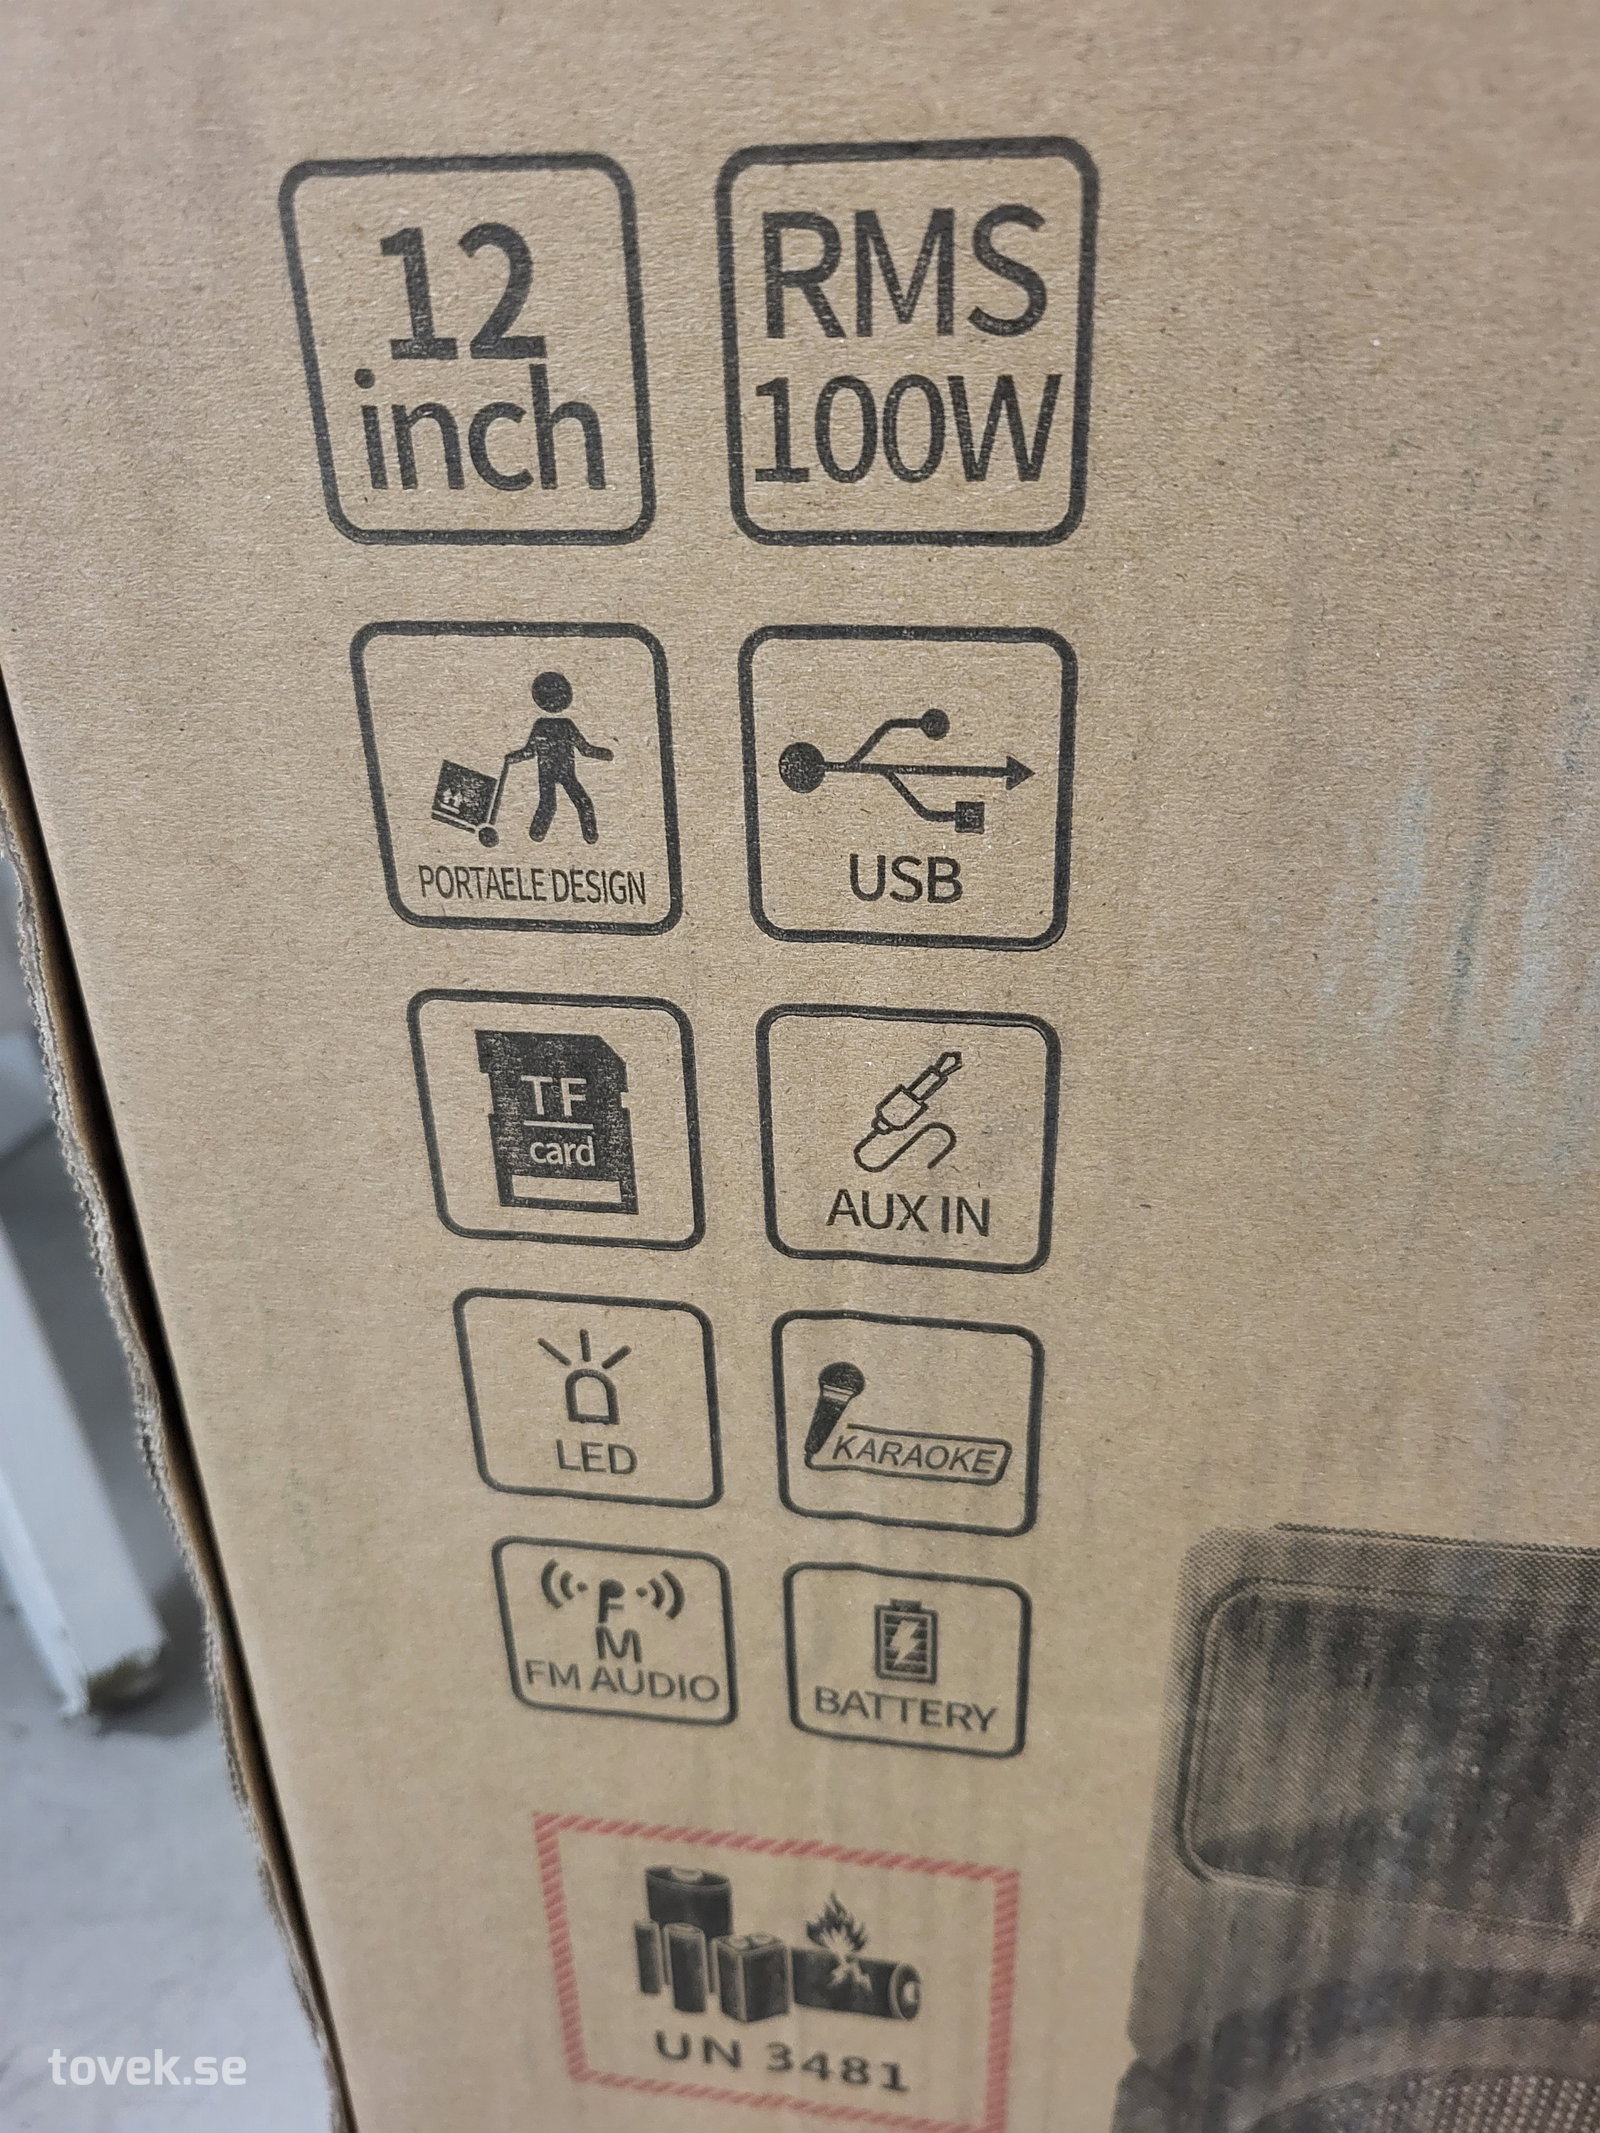 12
inch
RMS
100W
PORTAELE DESIGN
USB
TF
card
AUX IN
LED
KARAOKE
F
M
FM AUDIO
BATTERY
UN 3481
tovek.se